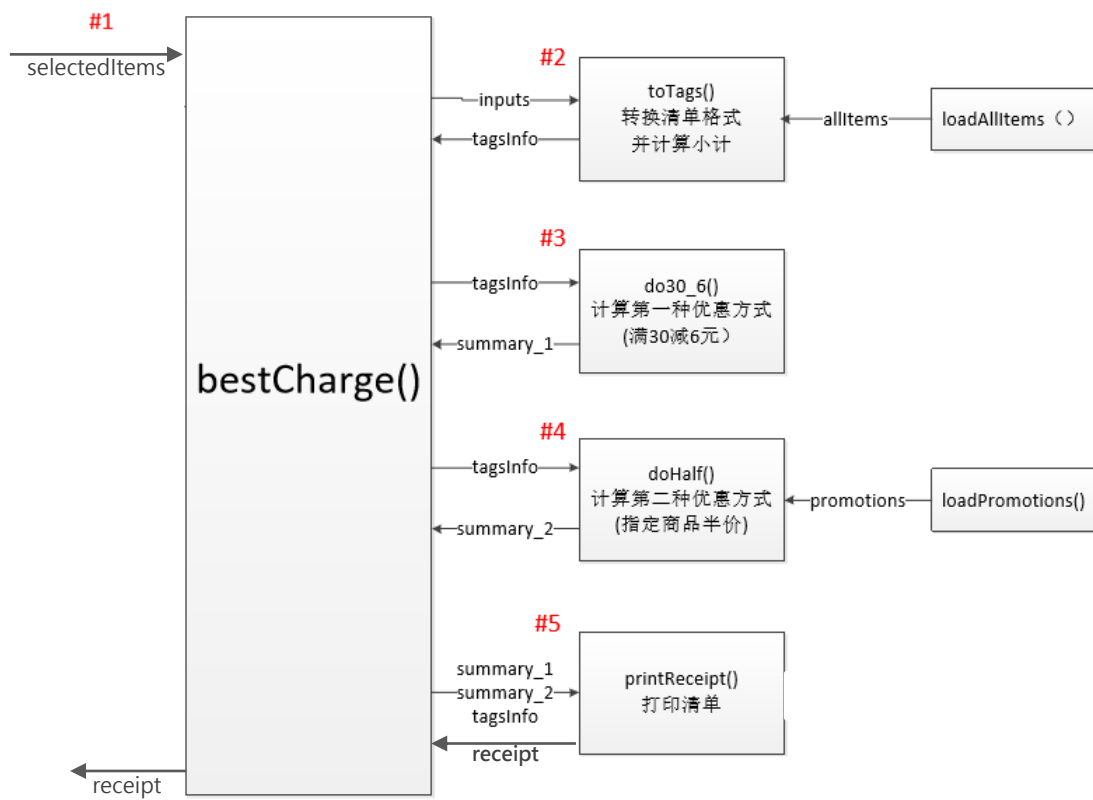 #1
selectedItems
bestCharge()
#2
inputs
tagsInfo
toTags()
转换清单格式
并计算小计
allItems
loadAllItems（）
#3
tagsInfo
summary_1
do30_6()
计算第一种优惠方式
(满30减6元）
#4
tagsInfo
summary_2
doHalf()
计算第二种优惠方式
(指定商品半价)
promotions
loadPromotions()
#5
summary_1
summary_2
tagsInfo
printReceipt()
打印清单
receipt
receipt